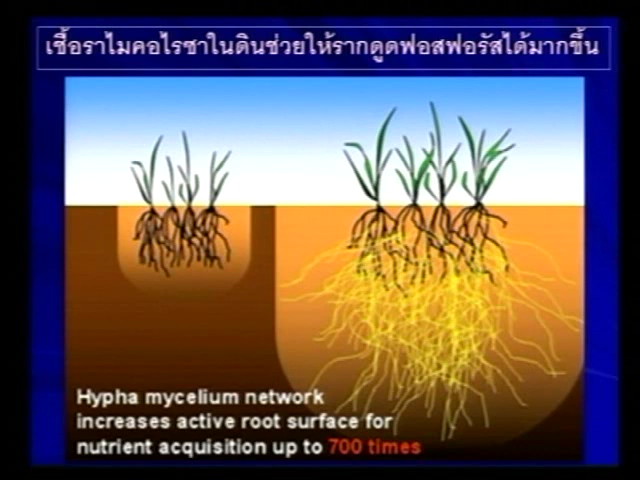 เชื้อราไมคอไรซาในดินช่วยให้รากดูดฟอสฟอรัสได้มากขึ้น
Hypha mycelium network
increases active root surface for
nutrient acquisition up to 700 times